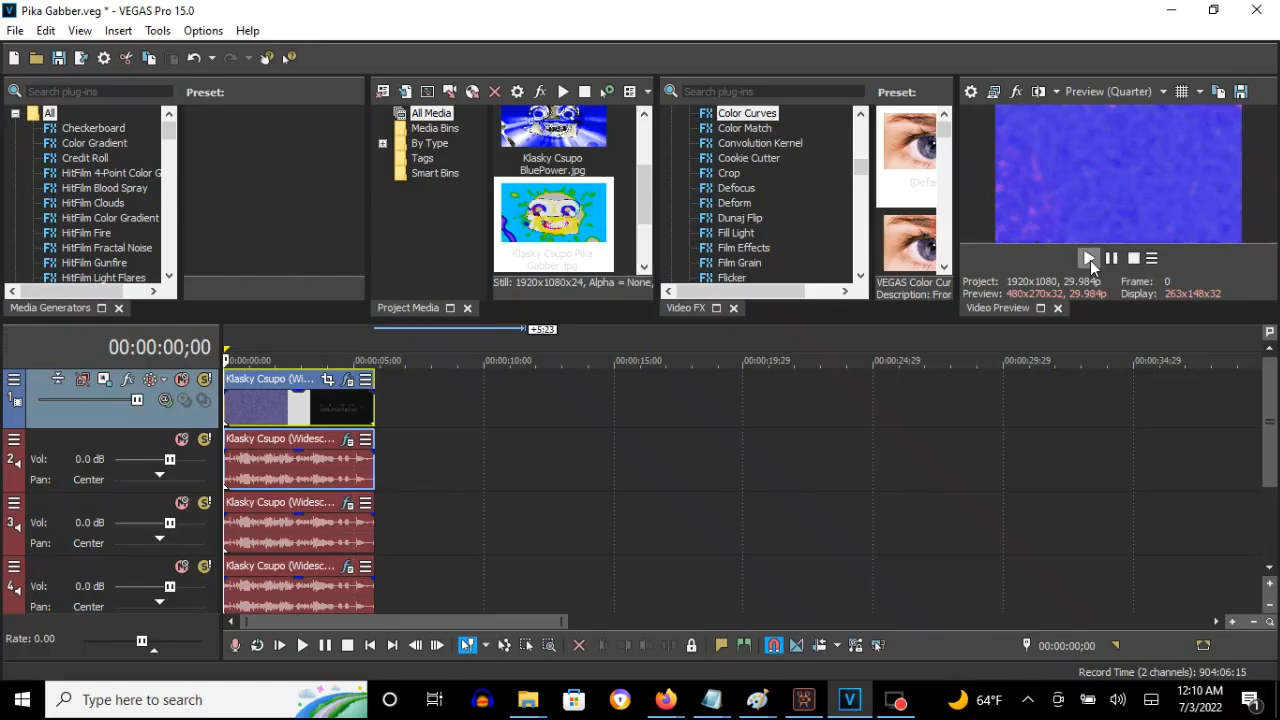 Pika Gabber.veg * - VEGAS Pro 15.0
File Edit View Insert Tools Options Help
Search plug-ins
Preset:
All
Checkerboard
Color Gradient
Credit Roll
HitFilm 4-Point Color G
HitFilm Blood Spray
HitFilm Clouds
HitFilm Color Gradient
HitFilm Fire
HitFilm Fractal Noise
HitFilm Gunfire
HitFilm Light Flares
Media Generators
All Media
Media Bins
By Type
Tags
Smart Bins
Klasky Csupo
BluePower.jpg
Klasky Csupo Pika
Gabber.jpg
Still: 1920x1080x24, Alpha = None,
Project Media
Search plug-ins
Color Curves
Color Match
Convolution Kernel
Cookie Cutter
Crop
Defocus
Deform
Dunaj Flip
Fill Light
Film Effects
Film Grain
Flicker
Preset:
(Defau
VEGAS Color Cur
Description: Fror
Video FX
Preview (Quarter)
Project: 1920x1080, 29.984p Frame: 0
Preview: 480x270x32, 29.984p Display: 263x148x32
Video Preview
00:00:00;00
+5;23
00:00:00;00 00:00:05;00 00:00:10;00 00:00:15;00 00:00:19;29 00:00:24;29 00:00:29;29 00:00:34;29
1
Klasky Csupo (Wi...
2
Klasky Csupo (Widesc...
Vol: 0.0 dB
Pan: Center
3
Klasky Csupo (Widesc...
Vol: 0.0 dB
Pan: Center
4
Klasky Csupo (Widesc...
Vol: 0.0 dB
Pan: Center
Rate: 0.00
00:00:00;00
Record Time (2 channels): 904:06:15
Type here to search
64°F
12:10 AM
7/3/2022
1